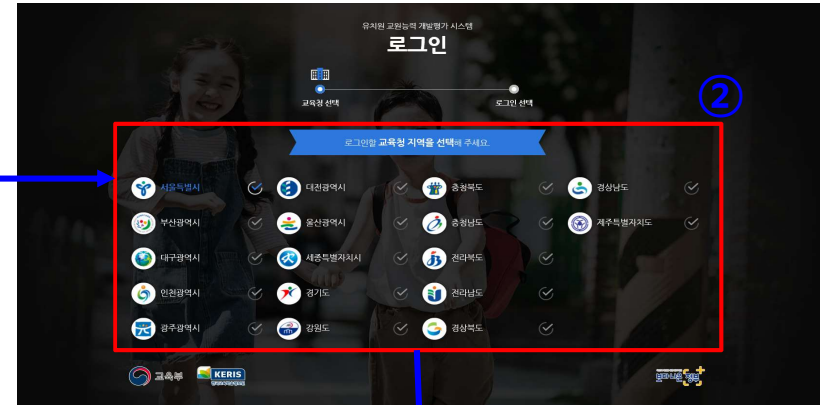 유치원 교원능력 개발평가 시스템
로그인
교육청 선택
로그인 선택
②
로그인할 교육청 지역을 선택해 주세요.
서울특별시
대전광역시
충청북도
경상남도
부산광역시
울산광역시
충청남도
제주특별자치도
대구광역시
세종특별자치시
전라북도
인천광역시
경기도
전라남도
광주광역시
강원도
경상북도
교육부
KERIS